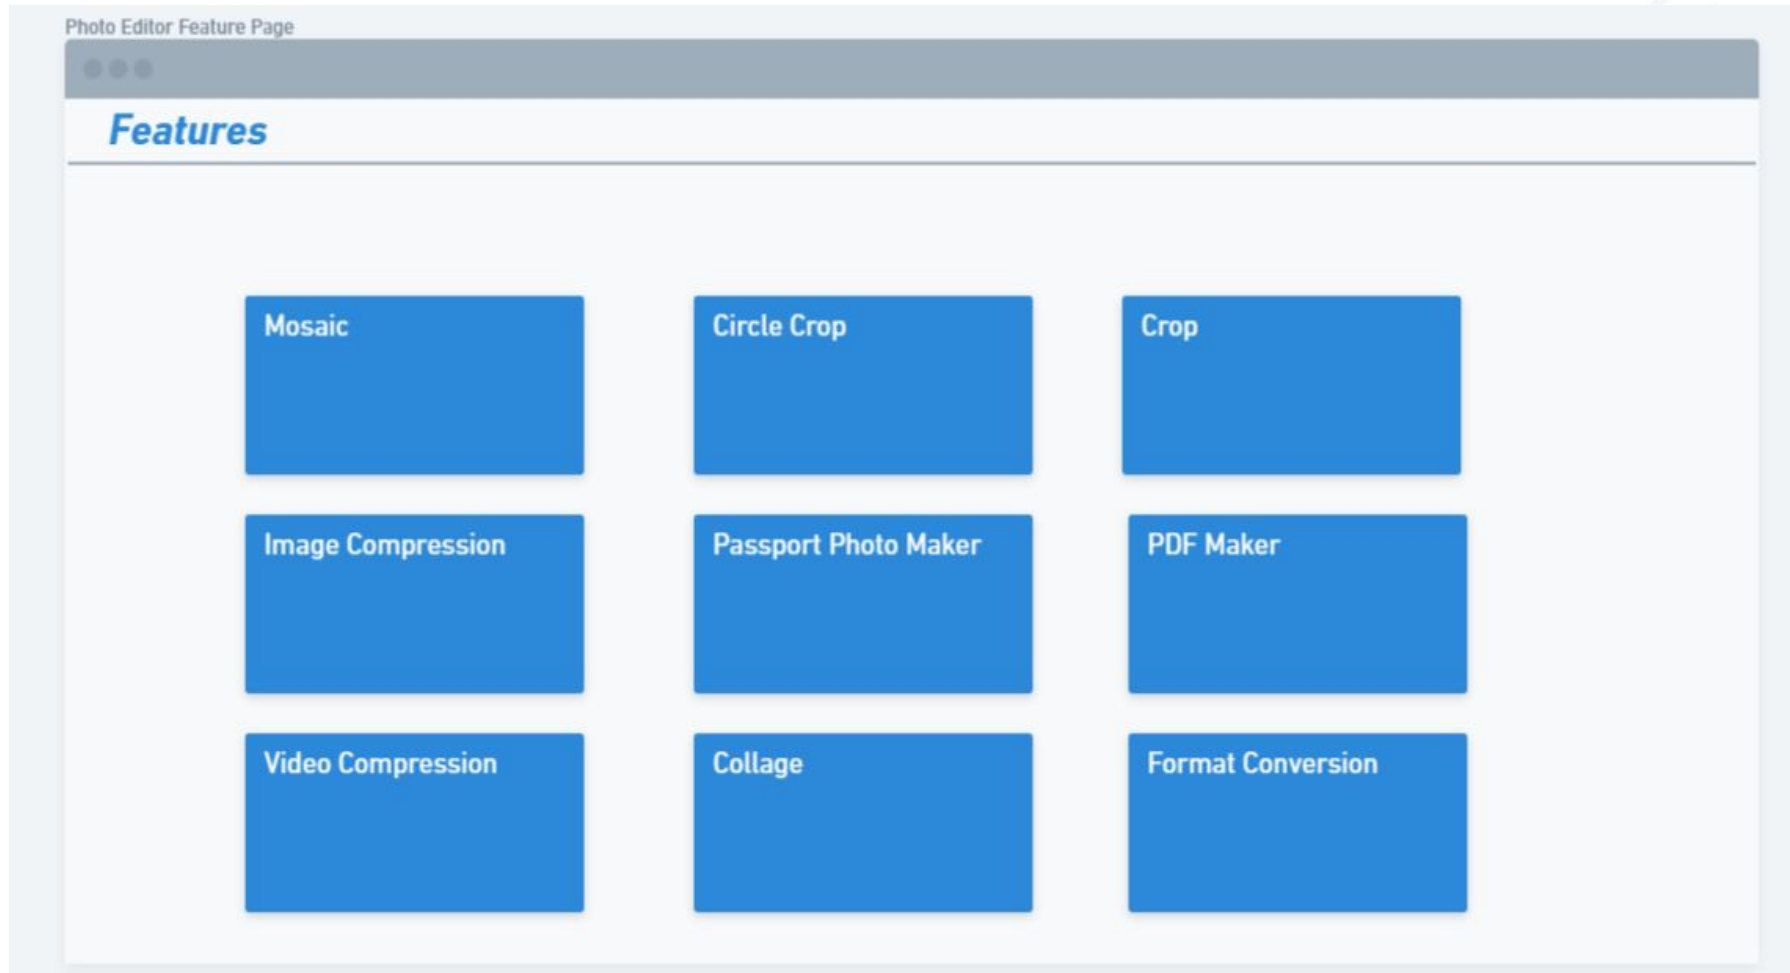 Photo Editor Feature Page
Features
Mosaic
Circle Crop
Crop
Image Compression
Passport Photo Maker
PDF Maker
Video Compression
Collage
Format Conversion